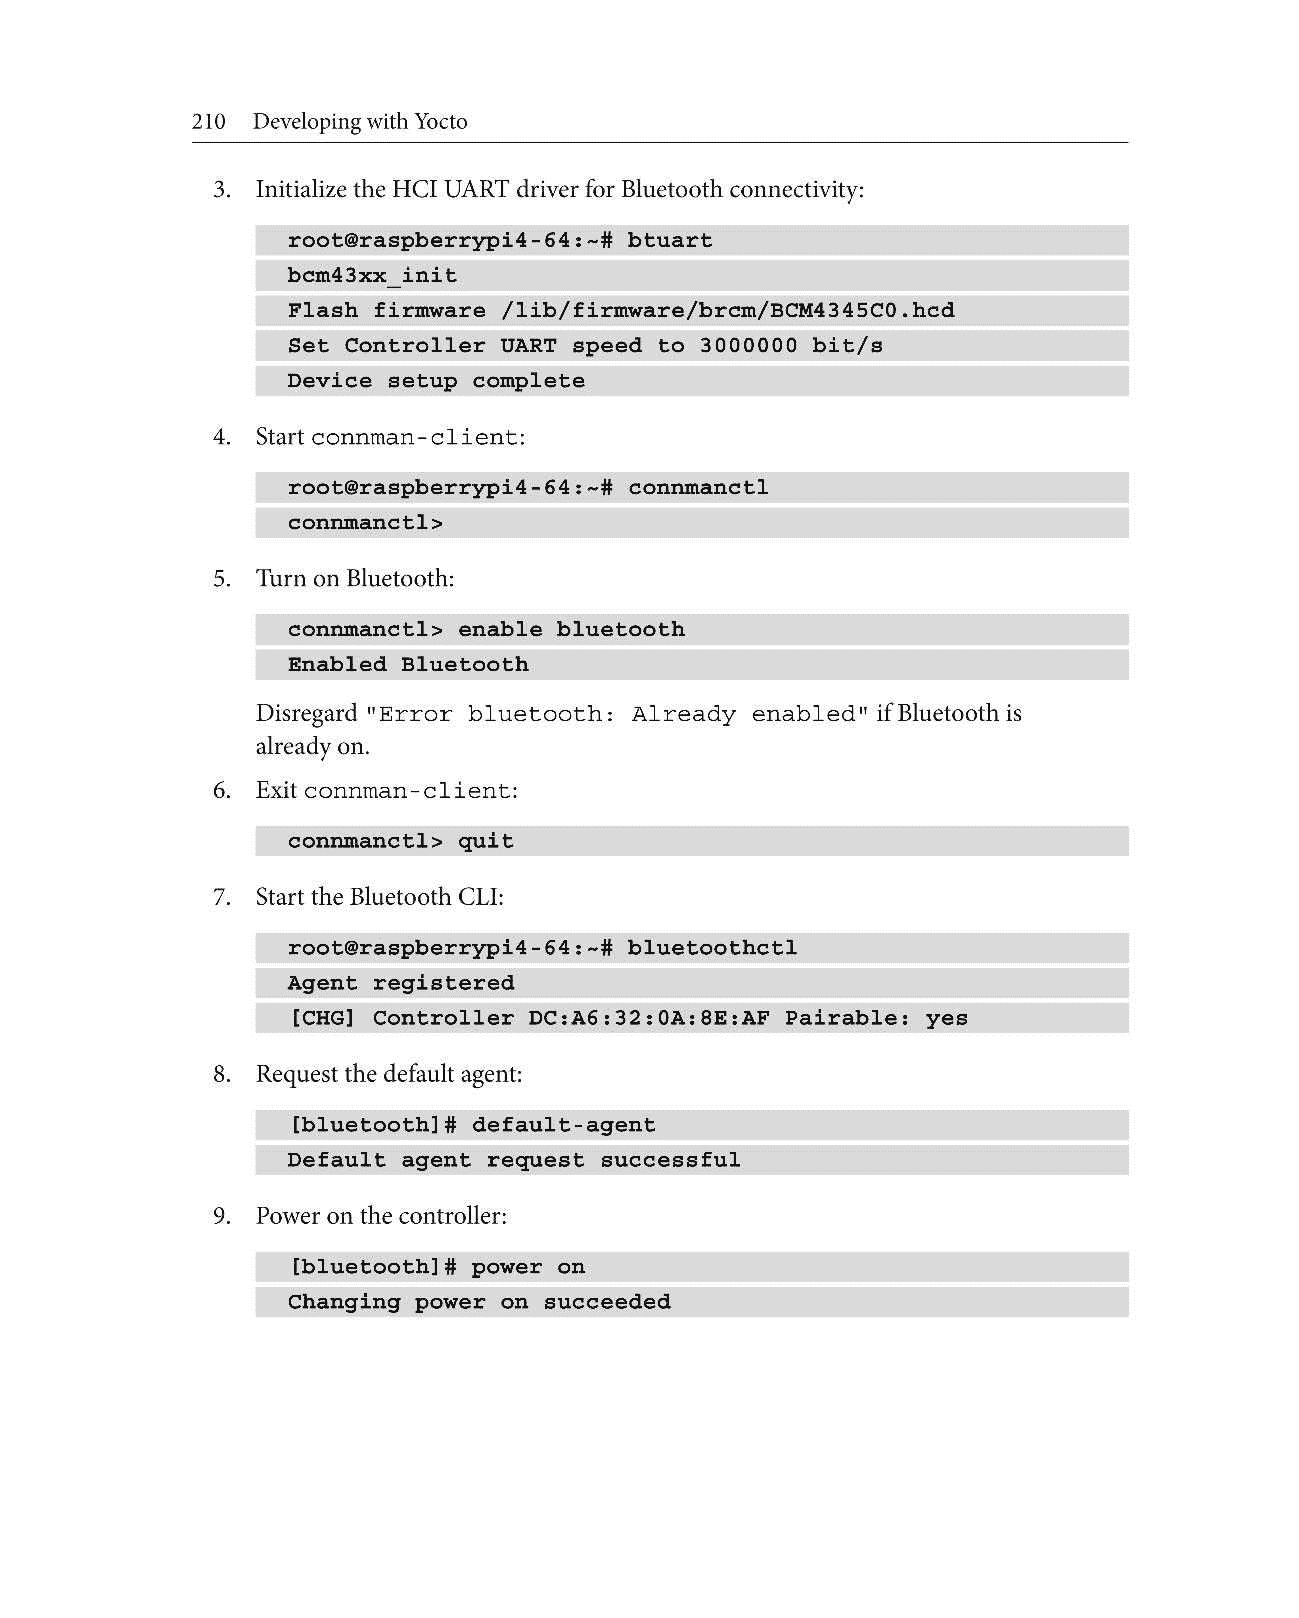 210 Developing with Yocto
3. Initialize the HCI UART driver for Bluetooth connectivity:
root@raspberrypi4-64:~# btuart
bcm43xx_init
Flash firmware /lib/firmware/brcm/BCM4345C0.hcd
Set Controller UART speed to 3000000 bit/s
Device setup complete
4. Start connman-client:
root@raspberrypi4-64:~# connmanctl
connmanctl>
5. Turn on Bluetooth:
connmanctl> enable bluetooth
Enabled Bluetooth
Disregard "Error bluetooth: Already enabled" if Bluetooth is
already on.
6. Exit connman-client:
connmanctl> quit
7. Start the Bluetooth CLI:
root@raspberrypi4-64:~# bluetoothctl
Agent registered
[CHG] Controller DC:A6:32:0A:8E:AF Pairable: yes
8. Request the default agent:
[bluetooth]# default-agent
Default agent request successful
9. Power on the controller:
[bluetooth]# power on
Changing power on succeeded